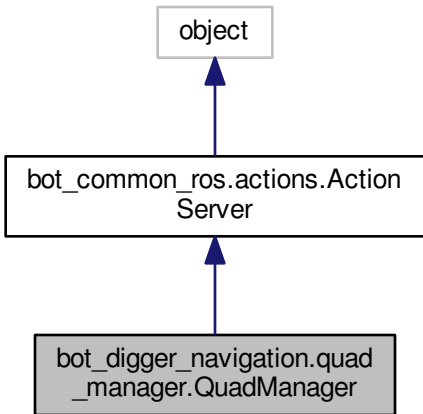 object
bot_common_ros.actions.Action
Server
bot_digger_navigation.quad
_manager.QuadManager